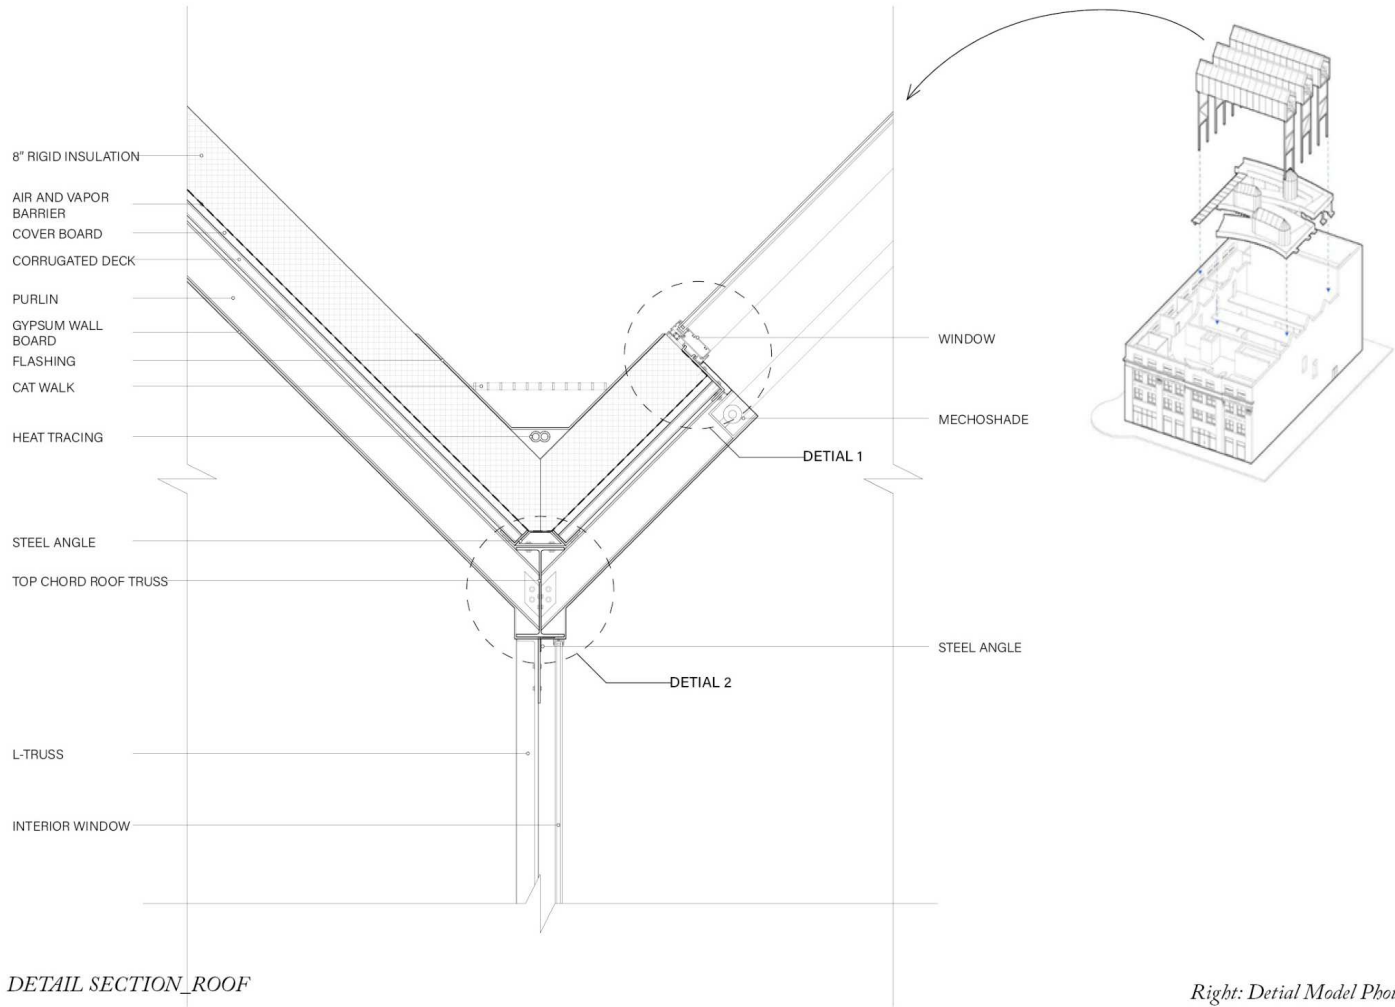 8" RIGID INSULATION
AIR AND VAPOR
BARRIER
COVER BOARD
CORRUGATED DECK
PURLIN
GYPSUM WALL
BOARD
FLASHING
CAT WALK
HEAT TRACING
STEEL ANGLE
TOP CHORD ROOF TRUSS
L-TRUSS
INTERIOR WINDOW
WINDOW
MECHOSHADE
DETIAL 1
STEEL ANGLE
DETIAL 2
DETAIL SECTION_ROOF
Right: Detial Model Phot